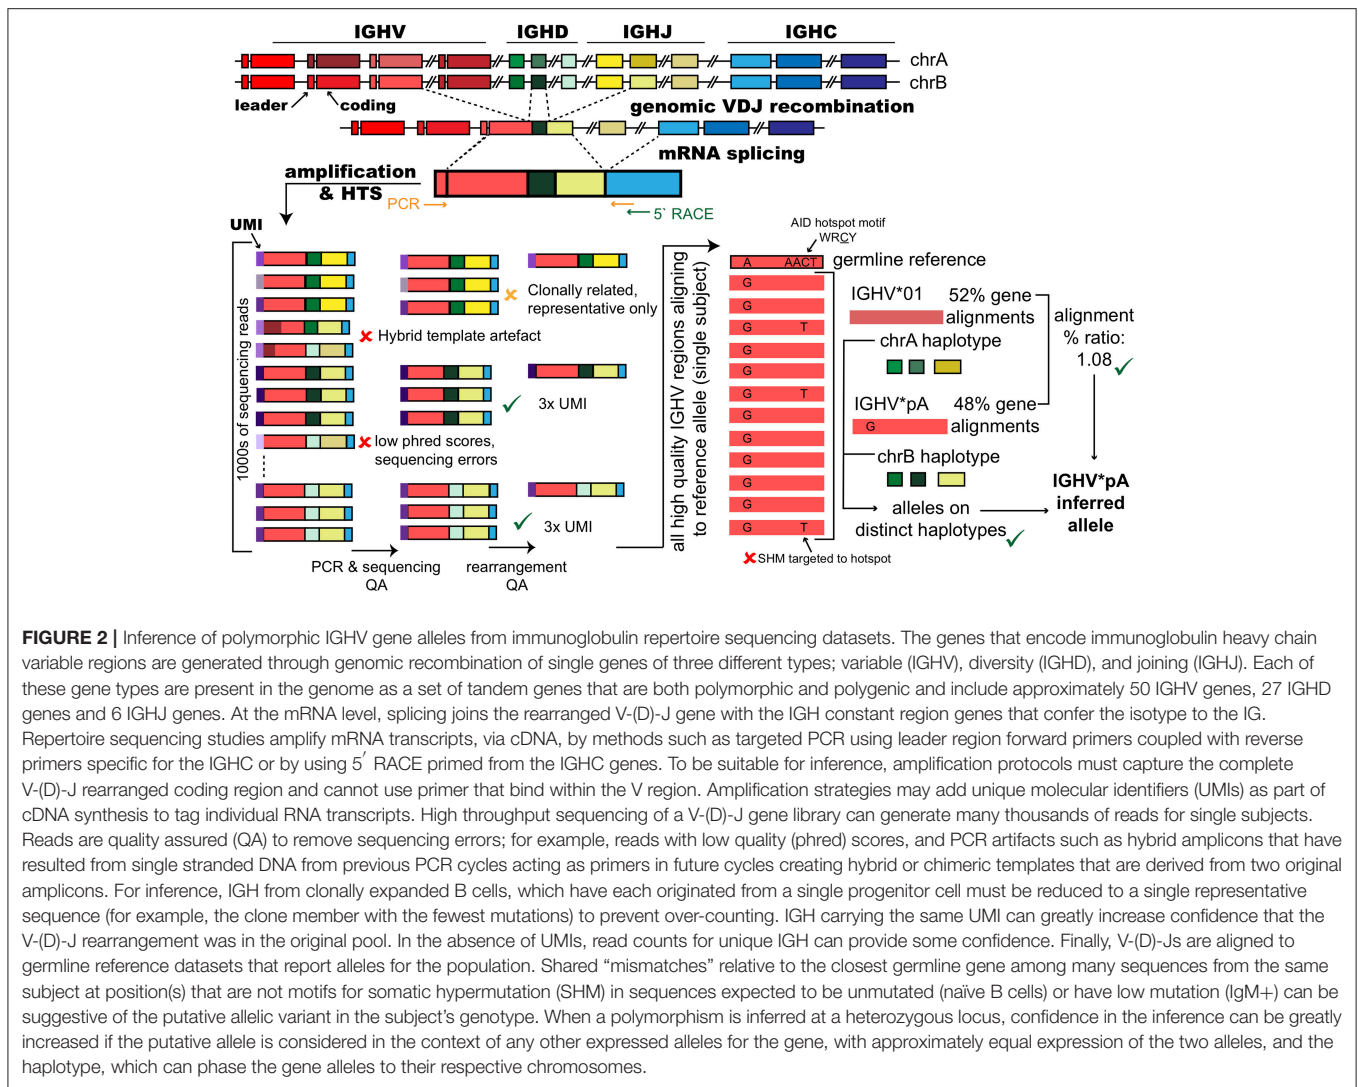 IGHV IGHD IGHJ IGHC
chrA
chrB
leader coding
genomic VDJ recombination
mRNA splicing
amplification
& HTS
PCR
5` RACE
UMI
1000s of sequencing reads
Hybrid template artefact
low phred scores,
sequencing errors
Clonally related,
representative only
3x UMI
3x UMI
PCR & sequencing
QA
rearrangement
QA
all high quality IGHV regions aligning
to reference allele (single subject)
AID hotspot motif
WRCY
A AACT germline reference
G
G
G T
G
G
G T
G
G
G
G
G
G T
SHM targeted to hotspot
IGHV*01
52% gene
alignments
chrA haplotype
IGHV*pA
48% gene
alignments
G
chrB haplotype
alleles on
distinct haplotypes
alignment
% ratio:
1.08
IGHV*pA
inferred
allele
FIGURE 2 | Inference of polymorphic IGHV gene alleles from immunoglobulin repertoire sequencing datasets. The genes that encode immunoglobulin heavy chain
variable regions are generated through genomic recombination of single genes of three different types; variable (IGHV), diversity (IGHD), and joining (IGHJ). Each of
these gene types are present in the genome as a set of tandem genes that are both polymorphic and polygenic and include approximately 50 IGHV genes, 27 IGHD
genes and 6 IGHJ genes. At the mRNA level, splicing joins the rearranged V-(D)-J gene with the IGH constant region genes that confer the isotype to the IG.
Repertoire sequencing studies amplify mRNA transcripts, via cDNA, by methods such as targeted PCR using leader region forward primers coupled with reverse
primers specific for the IGHC or by using 5′ RACE primed from the IGHC genes. To be suitable for inference, amplification protocols must capture the complete
V-(D)-J rearranged coding region and cannot use primer that bind within the V region. Amplification strategies may add unique molecular identifiers (UMIs) as part of
cDNA synthesis to tag individual RNA transcripts. High throughput sequencing of a V-(D)-J gene library can generate many thousands of reads for single subjects.
Reads are quality assured (QA) to remove sequencing errors; for example, reads with low quality (phred) scores, and PCR artifacts such as hybrid amplicons that have
resulted from single stranded DNA from previous PCR cycles acting as primers in future cycles creating hybrid or chimeric templates that are derived from two original
amplicons. For inference, IGH from clonally expanded B cells, which have each originated from a single progenitor cell must be reduced to a single representative
sequence (for example, the clone member with the fewest mutations) to prevent over-counting. IGH carrying the same UMI can greatly increase confidence that the
V-(D)-J rearrangement was in the original pool. In the absence of UMIs, read counts for unique IGH can provide some confidence. Finally, V-(D)-Js are aligned to
germline reference datasets that report alleles for the population. Shared “mismatches” relative to the closest germline gene among many sequences from the same
subject at position(s) that are not motifs for somatic hypermutation (SHM) in sequences expected to be unmutated (naïve B cells) or have low mutation (IgM+) can be
suggestive of the putative allelic variant in the subject’s genotype. When a polymorphism is inferred at a heterozygous locus, confidence in the inference can be greatly
increased if the putative allele is considered in the context of any other expressed alleles for the gene, with approximately equal expression of the two alleles, and the
haplotype, which can phase the gene alleles to their respective chromosomes.